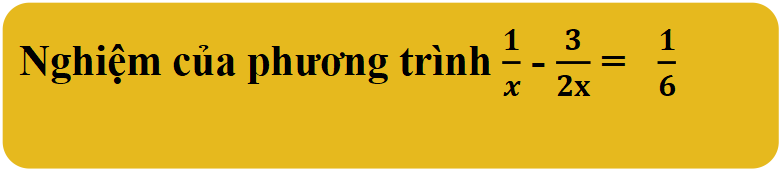 Nghiệm của phương trình 1/x - 3/2x = 1/6